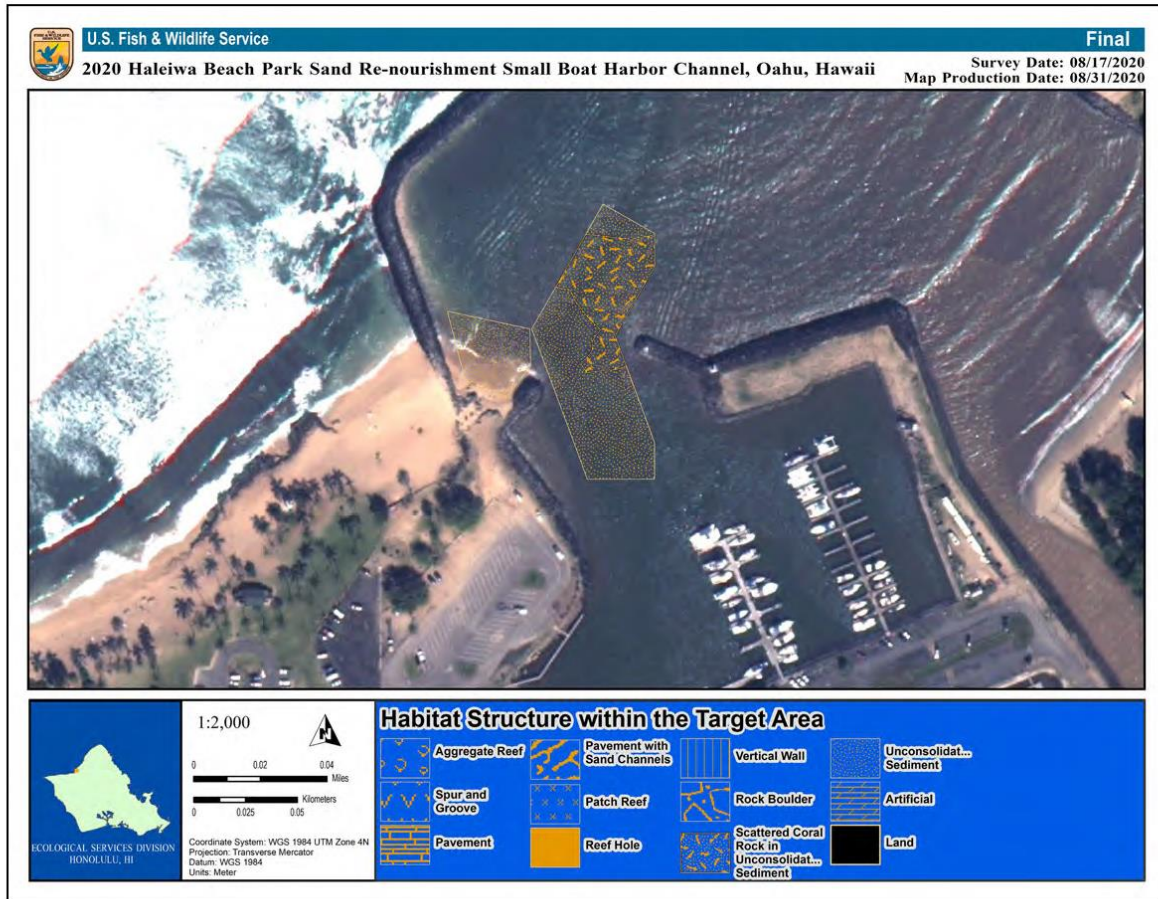 U.S. Fish & Wildlife Service
Final
2020 Haleiwa Beach Park Sand Re-nourishment Small Boat Harbor Channel, Oahu, Hawaii
Survey Date: 08/17/2020
Map Production Date: 08/31/2020
ECOLOGICAL SERVICES DIVISION
HONOLULU, HI
1:2,000
N
0 0.02 0.04
Miles
Kilometers
0 0.025 0.05
Coordinate System: WGS 1984 UTM Zone 4N
Projection: Transverse Mercator
Datum: WGS 1984
Units: Meter
Habitat Structure within the Target Area
Aggregate Reef
Spur and
Groove
Pavement
Pavement with
Sand Channels
Patch Reef
Reef Hole
Vertical Wall
Rock Boulder
Scattered Coral
Rock in
Unconsolidat...
Sediment
Unconsolidat...
Sediment
Artificial
Land